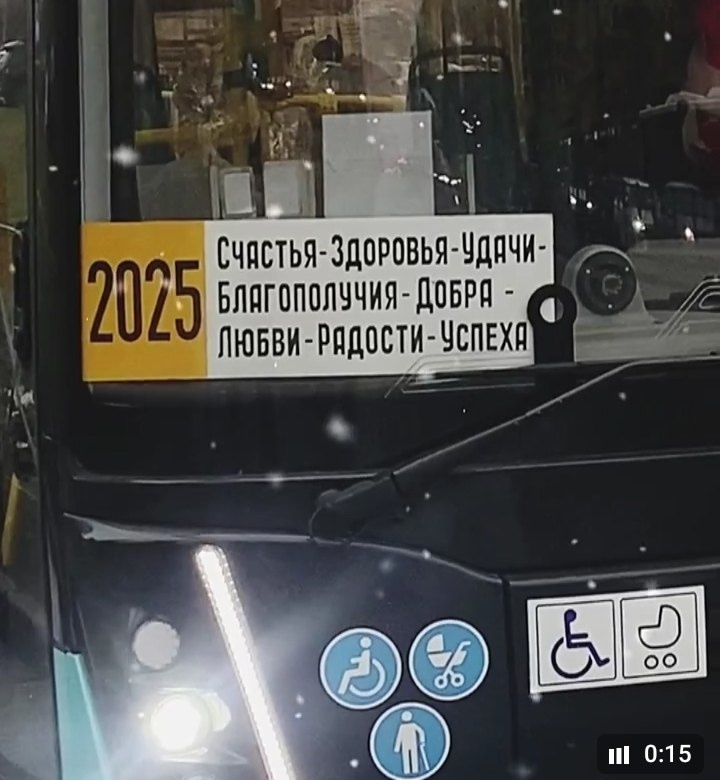 2025
Счастья-Здоровья-Удачи-
Благополучия-Добра -
Любви-Радости-Успеха
0:15